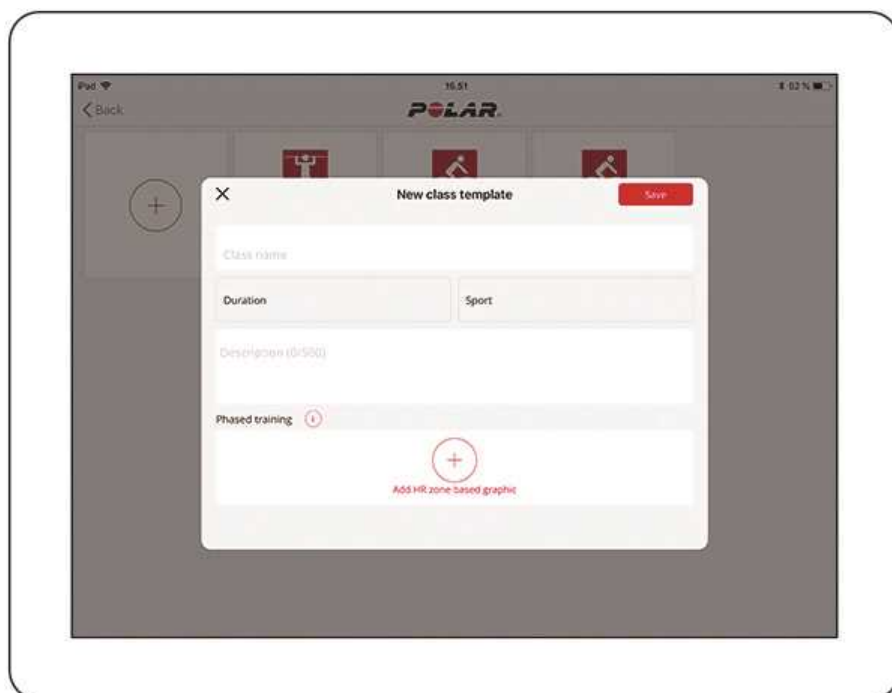 iPad 16.51 92 %
Back POLAR
New class template Save
Class name
Duration Sport
Description (0/500)
Phased training i
Add HR zone based graphic